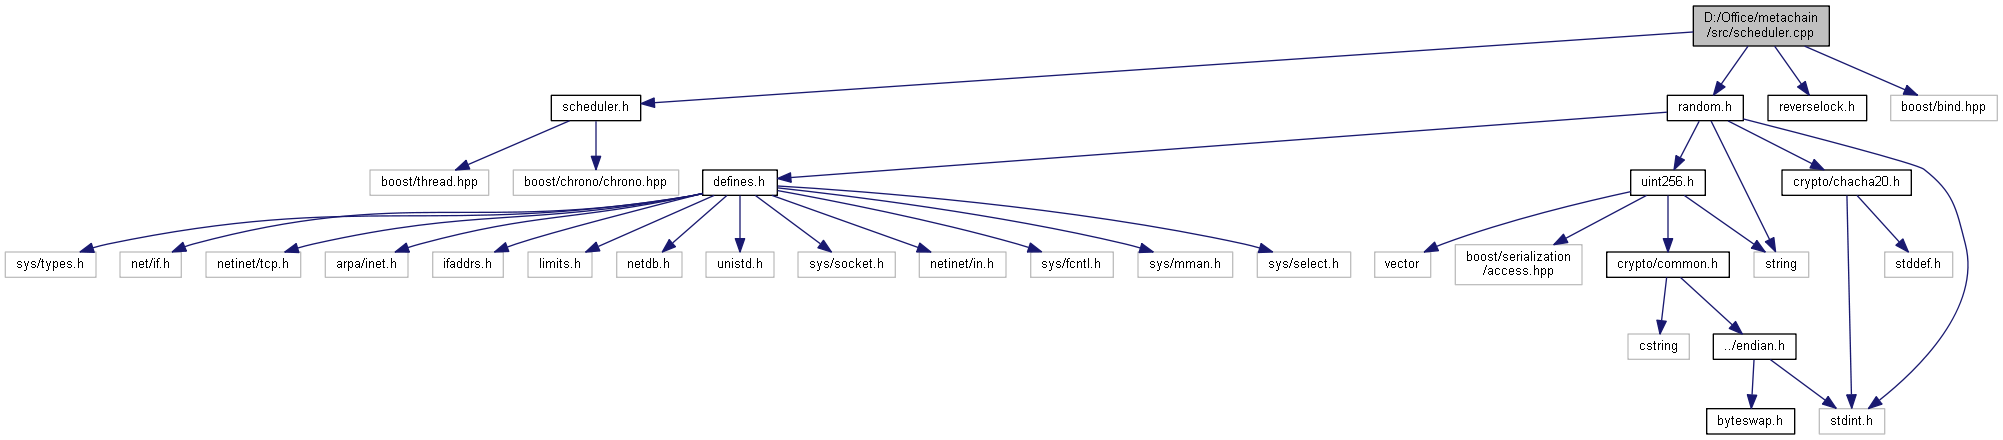 D:/Office/metachain
/src/scheduler.cpp
scheduler.h
random.h
reverselock.h
boost/bind.hpp
boost/thread.hpp
boost/chrono/chrono.hpp
defines.h
uint256.h
crypto/chacha20.h
sys/types.h
net/if.h
netinet/tcp.h
arpa/inet.h
ifaddrs.h
limits.h
netdb.h
unistd.h
sys/socket.h
netinet/in.h
sys/fcntl.h
sys/mman.h
sys/select.h
vector
boost/serialization
/access.hpp
crypto/common.h
string
stddef.h
cstring
../endian.h
byteswap.h
stdint.h